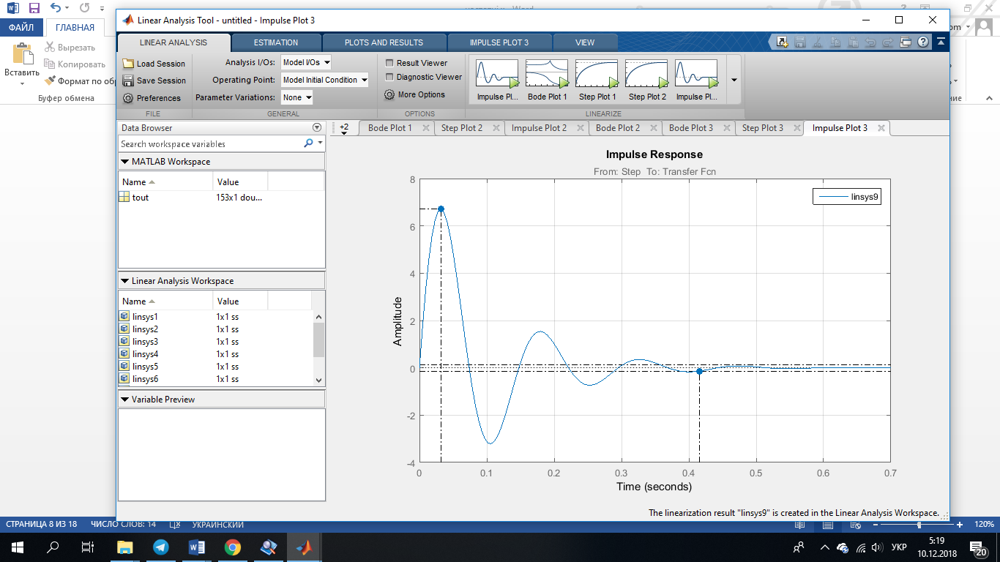 Linear Analysis Tool - untitled - Impulse Plot 3
ФАЙЛ
ГЛАВНАЯ
Вставить
Вырезать
Копировать
Формат по об
Буфер обмена
LINEAR ANALYSIS
ESTIMATION
PLOTS AND RESULTS
IMPULSE PLOT 3
VIEW
Load Session
Save Session
Preferences
FILE
Analysis I/Os:
Model I/Os
Operating Point:
Model Initial Condition
Parameter Variations:
None
GENERAL
Result Viewer
Diagnostic Viewer
More Options
OPTIONS
Impulse Pl...
Bode Plot 1
Step Plot 1
Step Plot 2
Impulse Pl...
LINEARIZE
Data Browser
Search workspace variables
MATLAB Workspace
Name
Value
tout
153x1 dou...
Linear Analysis Workspace
Name
Value
linsys1
1x1 ss
linsys2
1x1 ss
linsys3
1x1 ss
linsys4
1x1 ss
linsys5
1x1 ss
linsys6
1x1 ss
Variable Preview
+2
Bode Plot 1
Step Plot 2
Impulse Plot 2
Bode Plot 2
Bode Plot 3
Step Plot 3
Impulse Plot 3
Impulse Response
From: Step To: Transfer Fcn
linsys9
Amplitude
8
6
4
2
0
-2
-4
0
0.1
0.2
0.3
0.4
0.5
0.6
0.7
Time (seconds)
The linearization result "linsys9" is created in the Linear Analysis Workspace.
СТРАНИЦА 8 ИЗ 18
ЧИСЛО СЛОВ: 14
УКРАИНСКИЙ
120%
УКР
5:19
10.12.2018
20